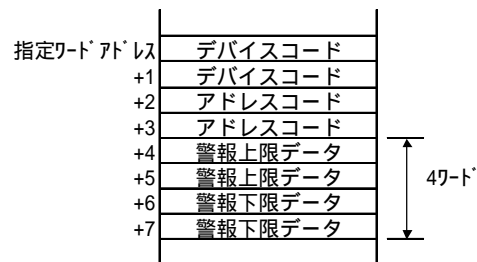 指定ﾜｰﾄﾞｱﾄﾞﾚｽ デバイスコード
+1 デバイスコード
+2 アドレスコード
+3 アドレスコード
+4 警報上限データ
+5 警報上限データ
4ﾜｰﾄﾞ
+6 警報下限データ
+7 警報下限データ